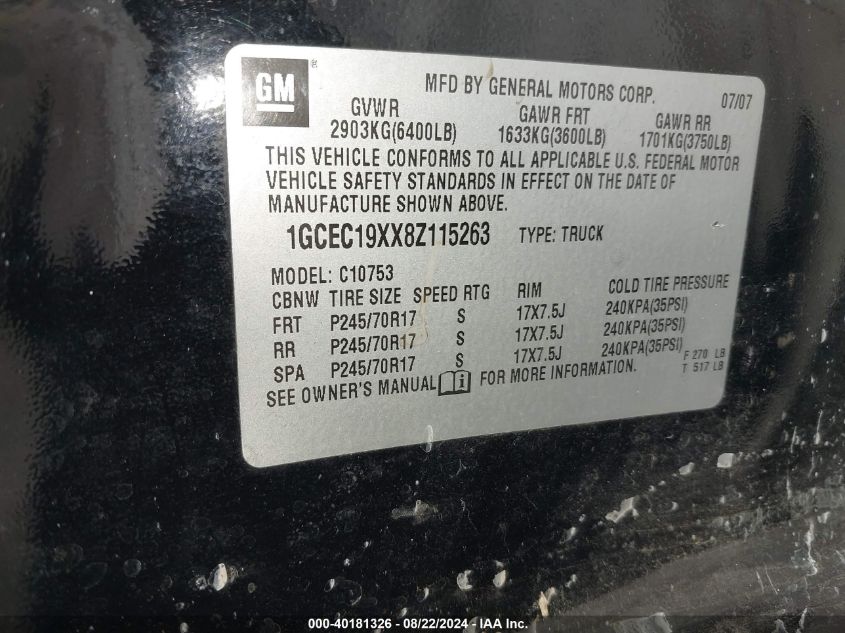 GM ®
MFD BY GENERAL MOTORS CORP. 07/07
GVWR GAWR FRT GAWR RR
2903KG(6400LB) 1633KG(3600LB) 1701KG(3750LB)
THIS VEHICLE CONFORMS TO ALL APPLICABLE U.S. FEDERAL MOTOR
VEHICLE SAFETY STANDARDS IN EFFECT ON THE DATE OF
MANUFACTURE SHOWN ABOVE.
1GCEC19XX8Z115263 TYPE: TRUCK
MODEL: C10753
CBNW TIRE SIZE SPEED RTG RIM COLD TIRE PRESSURE
FRT P245/70R17 S 17X7.5J 240KPA(35PSI)
RR P245/70R17 S 17X7.5J 240KPA(35PSI)
SPA P245/70R17 S 17X7.5J 240KPA(35PSI) F 270 LB
SEE OWNER'S MANUAL i FOR MORE INFORMATION. T 517 LB
000-40181326 - 08/22/2024 - IAA Inc.